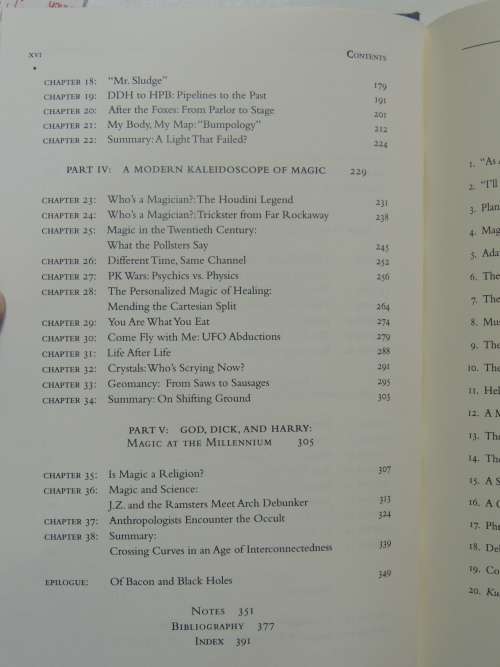 XVI CONTENTS
CHAPTER 18: "Mr. Sludge" 179
CHAPTER 19: DDH to HPB: Pipelines to the Past 191
CHAPTER 20: After the Foxes: From Parlor to Stage 201
CHAPTER 21: My Body, My Map: "Bumpology" 212
CHAPTER 22: Summary: A Light That Failed? 224
PART IV: A MODERN KALEIDOSCOPE OF MAGIC 229
CHAPTER 23: Who's a Magician?: The Houdini Legend 231
CHAPTER 24: Who's a Magician?: Trickster from Far Rockaway 238
CHAPTER 25: Magic in the Twentieth Century:
What the Pollsters Say 245
CHAPTER 26: Different Time, Same Channel 252
CHAPTER 27: PK Wars: Psychics vs. Physics 256
CHAPTER 28: The Personalized Magic of Healing:
Mending the Cartesian Split 264
CHAPTER 29: You Are What You Eat 274
CHAPTER 30: Come Fly with Me: UFO Abductions 279
CHAPTER 31: Life After Life 288
CHAPTER 32: Crystals: Who's Scrying Now? 291
CHAPTER 33: Geomancy: From Saws to Sausages 295
CHAPTER 34: Summary: On Shifting Ground 303
PART V: GOD, DICK, AND HARRY:
MAGIC AT THE MILLENNIUM 305
CHAPTER 35: Is Magic a Religion? 307
CHAPTER 36: Magic and Science:
J.Z. and the Ramsters Meet Arch Debunker 313
CHAPTER 37: Anthropologists Encounter the Occult 324
CHAPTER 38: Summary:
Crossing Curves in an Age of Interconnectedness 339
EPILOGUE: Of Bacon and Black Holes 349
NOTES 351
BIBLIOGRAPHY 377
INDEX 391
1. "As
2. "I'll
3. Plan
4. Mag
5. Ada
6. The
7. The
8. Mus
9. The
10. The
11. Hel
12. A M
13. The
14. The
15. A S
16. A C
17. Phr
18. Del
19. Co
20. Ku